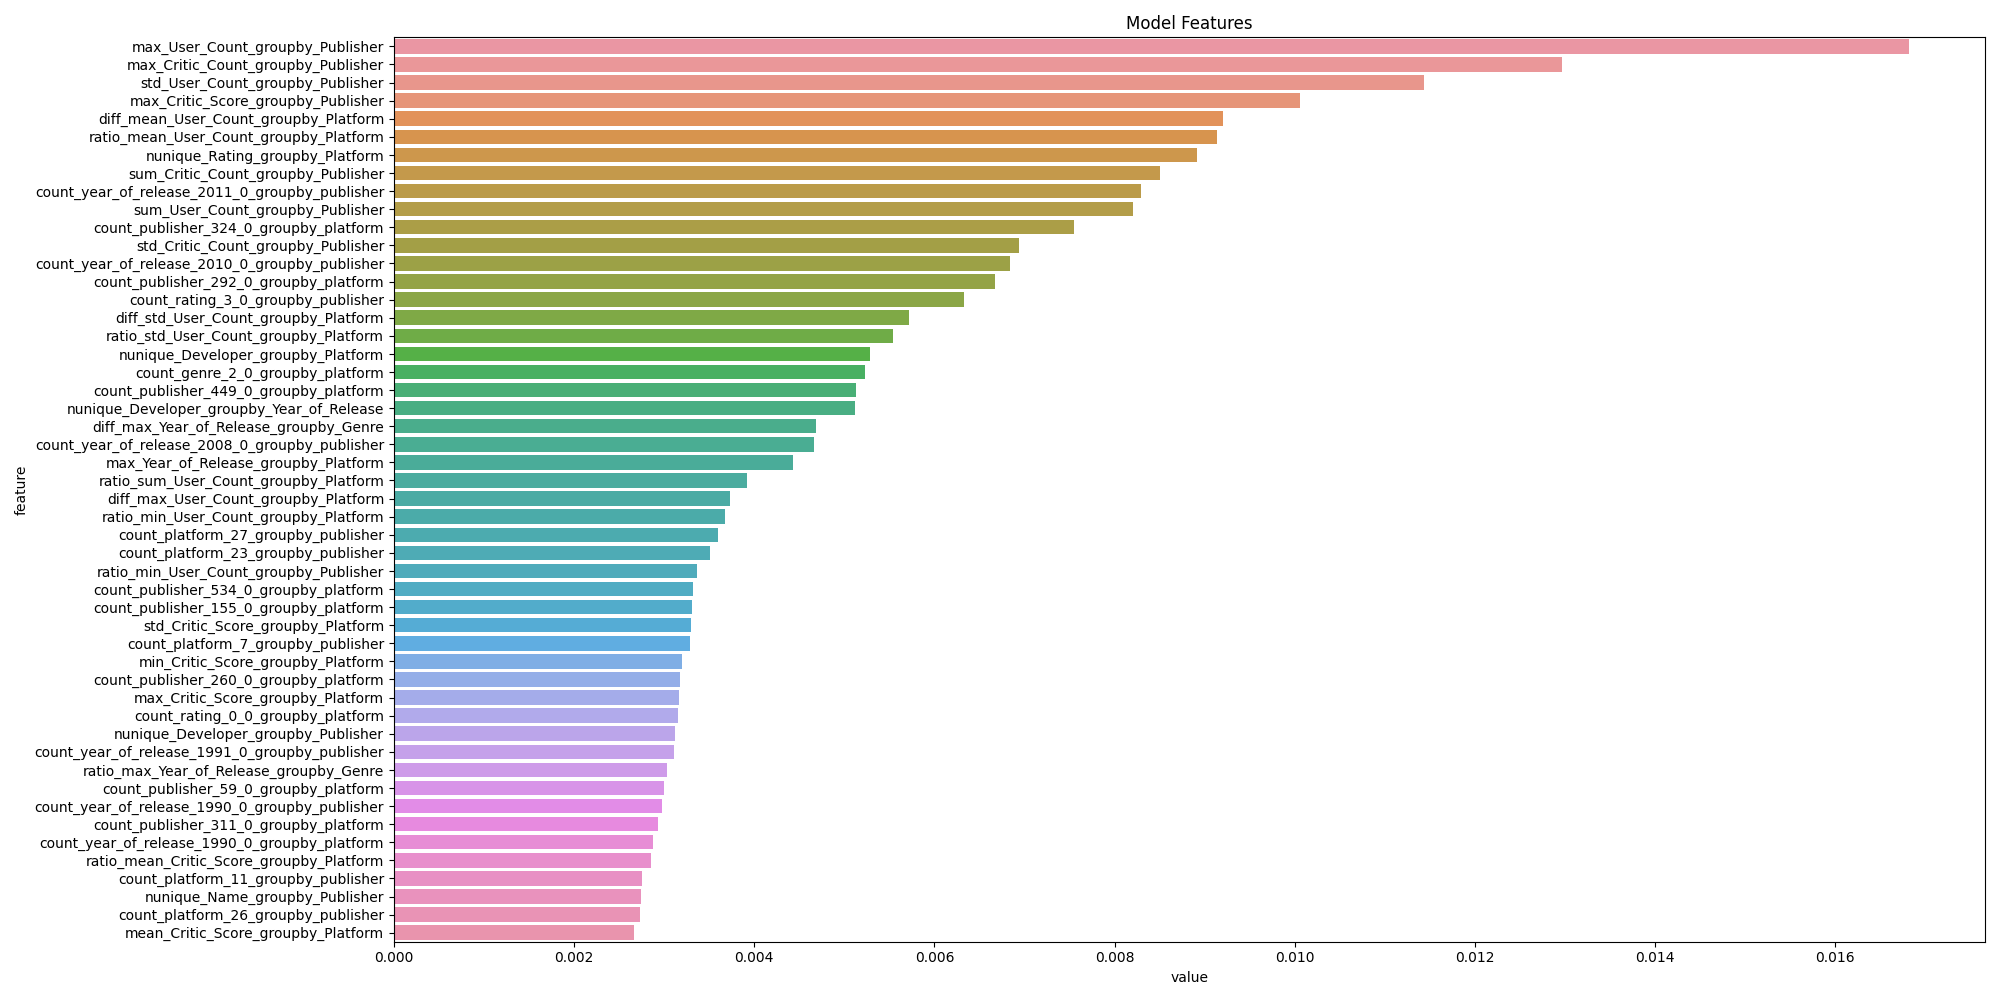 Model Features
max_User_Count_groupby_Publisher
max_Critic_Count_groupby_Publisher
std_User_Count_groupby_Publisher
max_Critic_Score_groupby_Publisher
diff_mean_User_Count_groupby_Platform
ratio_mean_User_Count_groupby_Platform
nunique_Rating_groupby_Platform
sum_Critic_Count_groupby_Publisher
count_year_of_release_2011_0_groupby_publisher
sum_User_Count_groupby_Publisher
count_publisher_324_0_groupby_platform
std_Critic_Count_groupby_Publisher
count_year_of_release_2010_0_groupby_publisher
count_publisher_292_0_groupby_platform
count_rating_3_0_groupby_publisher
diff_std_User_Count_groupby_Platform
ratio_std_User_Count_groupby_Platform
nunique_Developer_groupby_Platform
count_genre_2_0_groupby_platform
count_publisher_449_0_groupby_platform
nunique_Developer_groupby_Year_of_Release
diff_max_Year_of_Release_groupby_Genre
count_year_of_release_2008_0_groupby_publisher
max_Year_of_Release_groupby_Platform
ratio_sum_User_Count_groupby_Platform
diff_max_User_Count_groupby_Platform
ratio_min_User_Count_groupby_Platform
count_platform_27_groupby_publisher
count_platform_23_groupby_publisher
ratio_min_User_Count_groupby_Publisher
count_publisher_534_0_groupby_platform
count_publisher_155_0_groupby_platform
std_Critic_Score_groupby_Platform
count_platform_7_groupby_publisher
min_Critic_Score_groupby_Platform
count_publisher_260_0_groupby_platform
max_Critic_Score_groupby_Platform
count_rating_0_0_groupby_platform
nunique_Developer_groupby_Publisher
count_year_of_release_1991_0_groupby_publisher
ratio_max_Year_of_Release_groupby_Genre
count_publisher_59_0_groupby_platform
count_year_of_release_1990_0_groupby_publisher
count_publisher_311_0_groupby_platform
count_year_of_release_1990_0_groupby_platform
ratio_mean_Critic_Score_groupby_Platform
count_platform_11_groupby_publisher
nunique_Name_groupby_Publisher
count_platform_26_groupby_publisher
mean_Critic_Score_groupby_Platform
feature
0.000 0.002 0.004 0.006 0.008 0.010 0.012 0.014 0.016
value